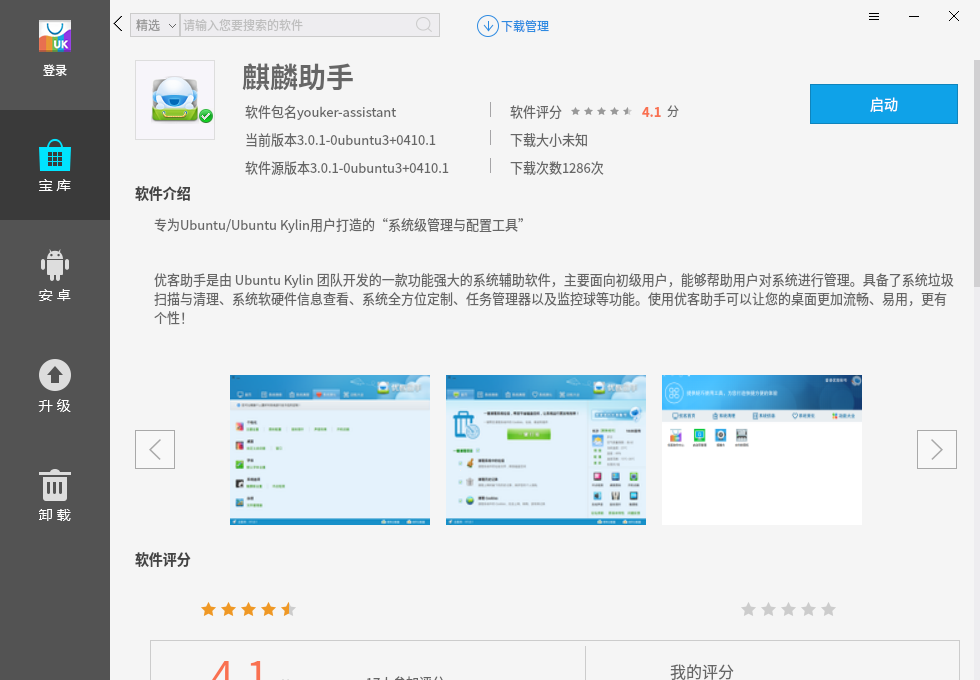 精选
请输入您要搜索的软件
下载管理
UK
登录
宝库
安卓
升级
卸载
麒麟助手
启动
软件包名youker-assistant
软件评分
4.1 分
当前版本3.0.1-0ubuntu3+0410.1
下载大小未知
软件源版本3.0.1-0ubuntu3+0410.1
下载次数1286次
软件介绍
专为Ubuntu/Ubuntu Kylin用户打造的“系统级管理与配置工具”
优客助手是由 Ubuntu Kylin 团队开发的一款功能强大的系统辅助软件，主要面向初级用户，能够帮助用户对系统进行管理。具备了系统垃圾
扫描与清理、系统软硬件信息查看、系统全方位定制、任务管理器以及监控球等功能。使用优客助手可以让您的桌面更加流畅、易用，更有
个性！
软件评分
4.1
17人参加评分
我的评分